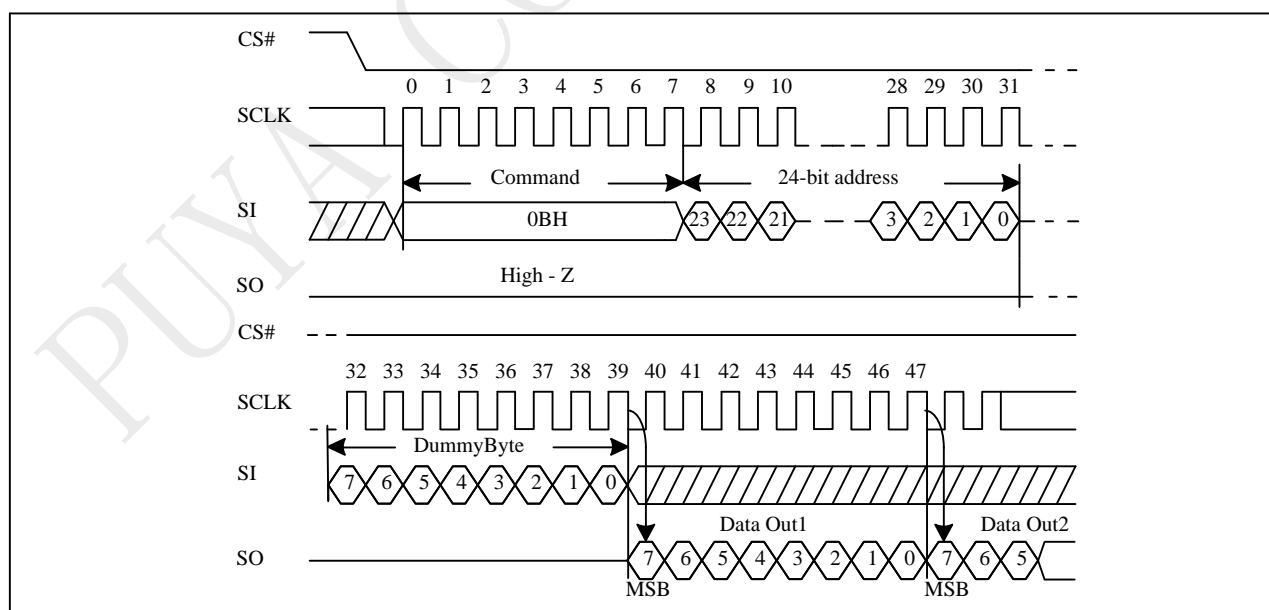 CS#
0 1 2 3 4 5 6 7 8 9 10 28 29 30 31
SCLK
Command 24-bit address
SI 0BH 23 22 21 3 2 1 0
High - Z
SO
CS#
32 33 34 35 36 37 38 39 40 41 42 43 44 45 46 47
SCLK
DummyByte
SI 7 6 5 4 3 2 1 0
Data Out1 Data Out2
SO 7 6 5 4 3 2 1 0 7 6 5
MSB MSB
PUYA